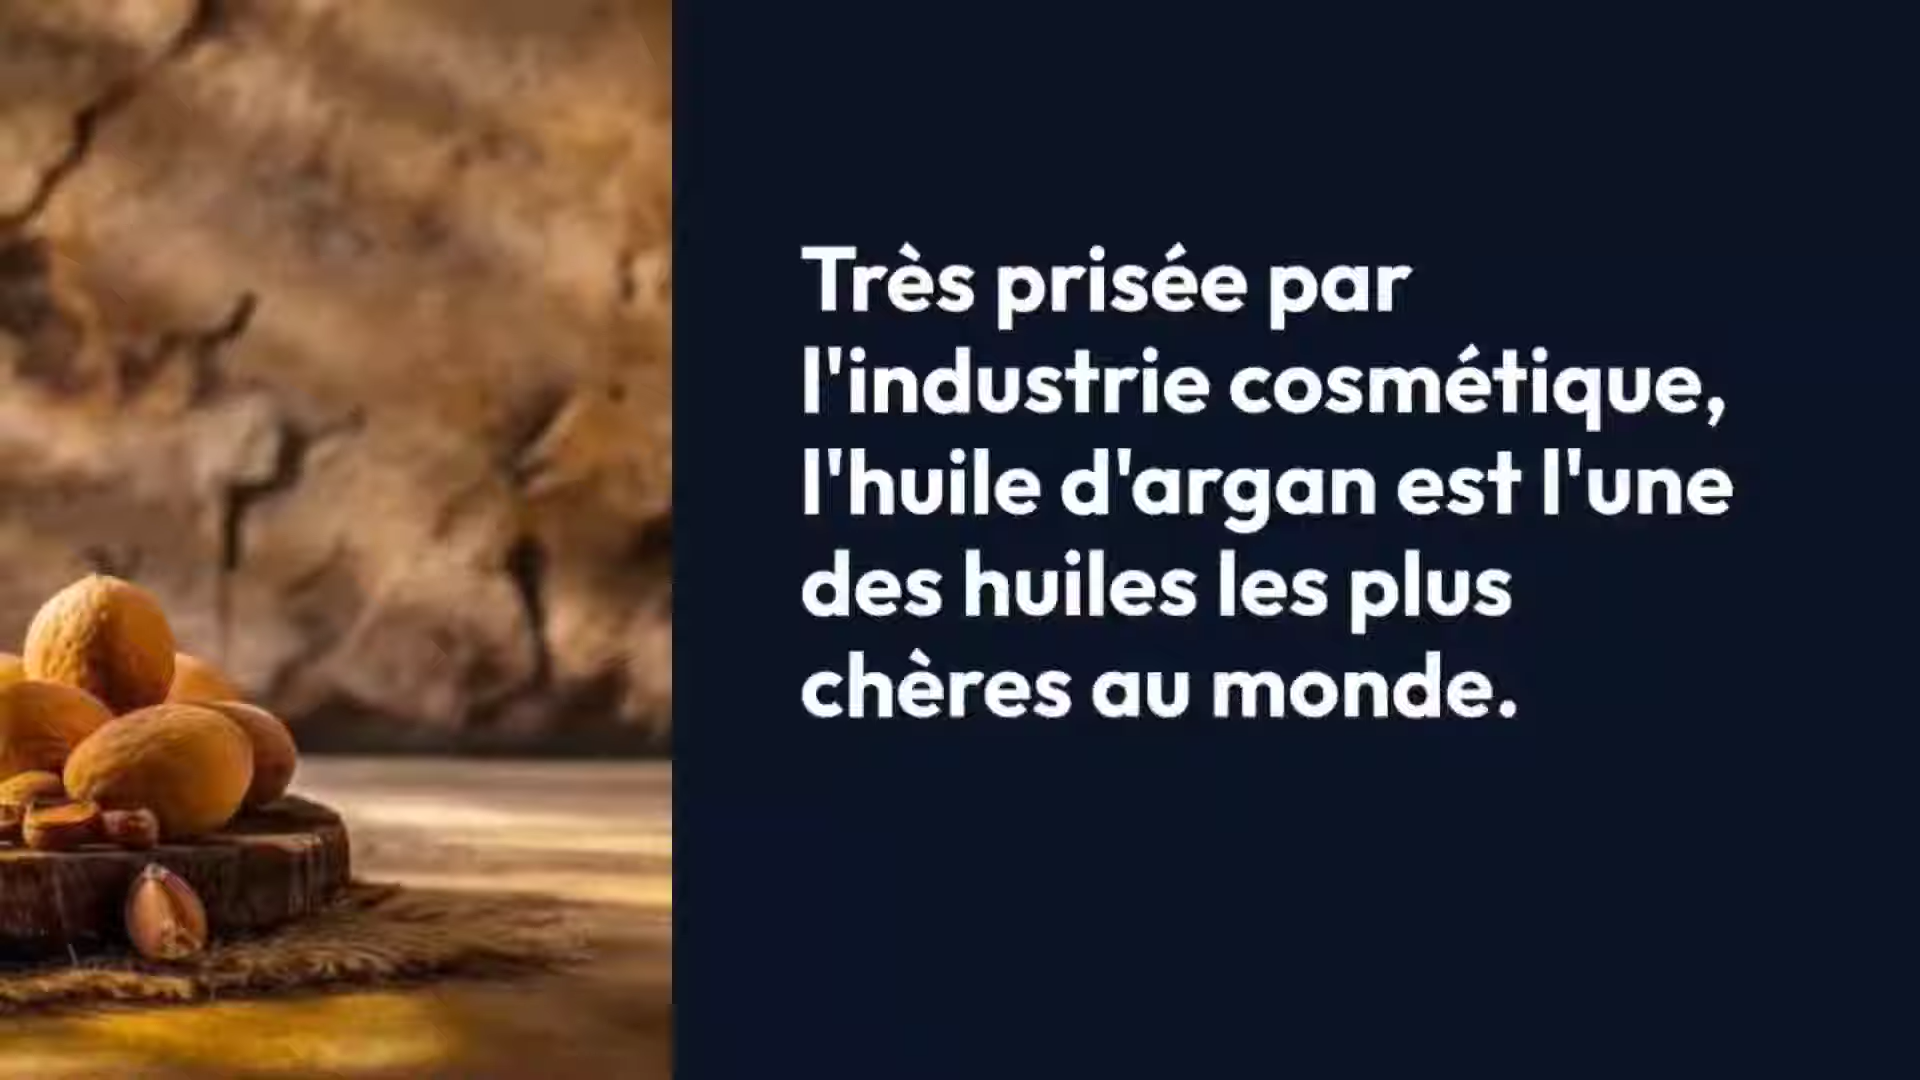 Très prisée par
l'industrie cosmétique,
l'huile d'argan est l'une
des huiles les plus
chères au monde.